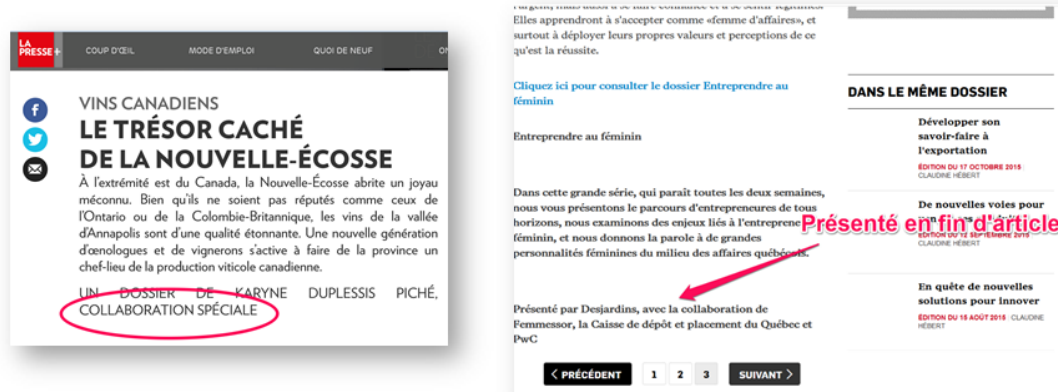 LA
PRESSE+
COUP D'ŒIL
MODE D'EMPLOI
QUOI DE NEUF
VINS CANADIENS
LE TRÉSOR CACHÉ
DE LA NOUVELLE-ÉCOSSE
À l'extrémité est du Canada, la Nouvelle-Écosse abrite un joyau
méconnu. Bien qu'ils ne soient pas réputés comme ceux de
l'Ontario ou de la Colombie-Britannique, les vins de la vallée
d'Annapolis sont d'une qualité étonnante. Une nouvelle génération
d'œnologues et de vignerons s'active à faire de la province un
chef-lieu de la production viticole canadienne.
UN DOSSIER DE KARYNE DUPLESSIS PICHÉ,
COLLABORATION SPÉCIALE
Elles apprendront à s'accepter comme «femme d'affaires», et
surtout à déployer leurs propres valeurs et perceptions de ce
qu'est la réussite.
Cliquez ici pour consulter le dossier Entreprendre au
féminin
Entreprendre au féminin
Dans cette grande série, qui paraît toutes les deux semaines,
nous vous présentons le parcours d'entrepreneures de tous
horizons, nous examinons des enjeux liés à
féminin, et nous donnons la parole à de grandes
personnalités féminines du milieu des affaires québécois.
Présenté en fin d'article
Présenté par Desjardins, avec la collaboration de
Femmessor, la Caisse de dépôt et placement du Québec et
PwC
< PRÉCÉDENT 1 2 3 SUIVANT >
DANS LE MÊME DOSSIER
Développer son
savoir-faire à
l'exportation
ÉDITION DU 17 OCTOBRE 2015 | CLAUDINE HÉBERT
De nouvelles voies pour
CLAUDINE HÉBERT
En quête de nouvelles
solutions pour innover
ÉDITION DU 15 AOÛT 2015 | CLAUDINE
HÉBERT